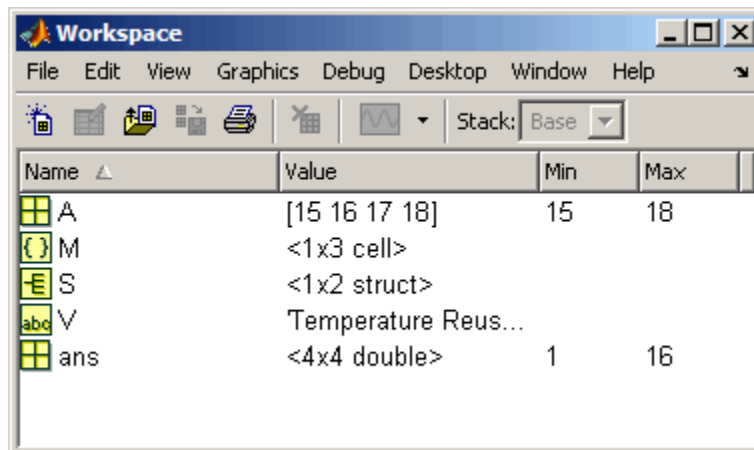 Workspace
File Edit View Graphics Debug Desktop Window Help
Stack: Base
Name Value Min Max
A [15 16 17 18] 15 18
{ } M <1x3 cell>
S <1x2 struct>
abc V 'Temperature Reus...
ans <4x4 double> 1 16